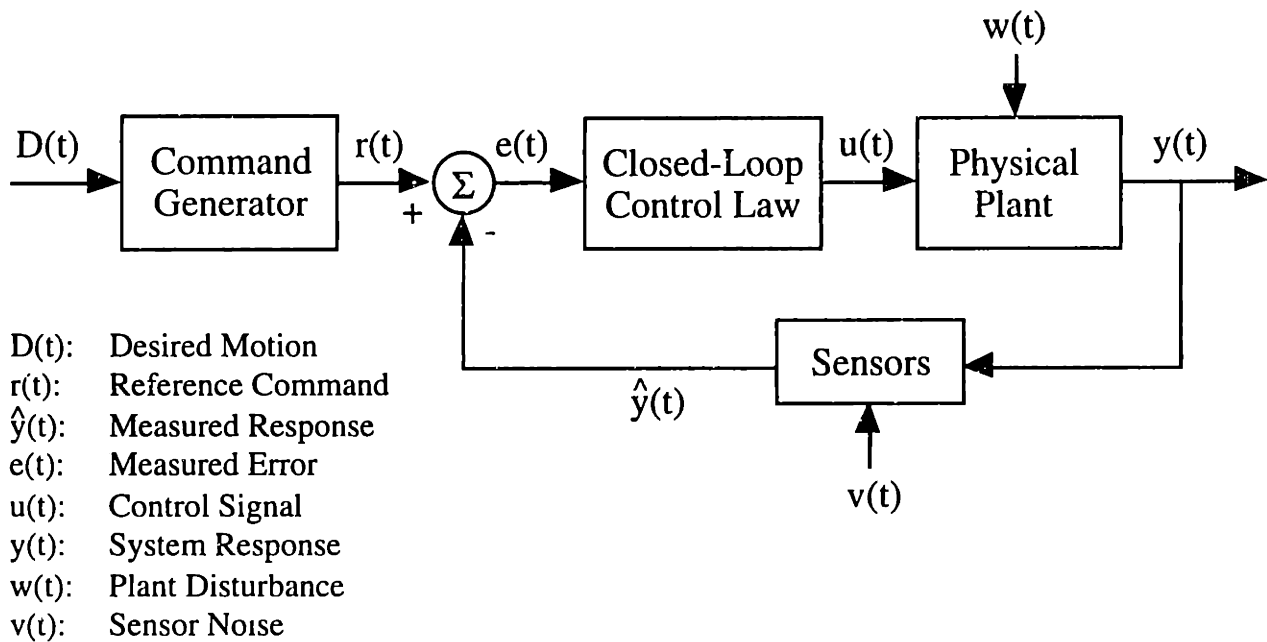 w(t)
D(t)
Command
Generator
r(t)
+
Σ
-
e(t)
Closed-Loop
Control Law
u(t)
Physical
Plant
y(t)
Sensors
ŷ(t)
v(t)
D(t): Desired Motion
r(t): Reference Command
ŷ(t): Measured Response
e(t): Measured Error
u(t): Control Signal
y(t): System Response
w(t): Plant Disturbance
v(t): Sensor Noise